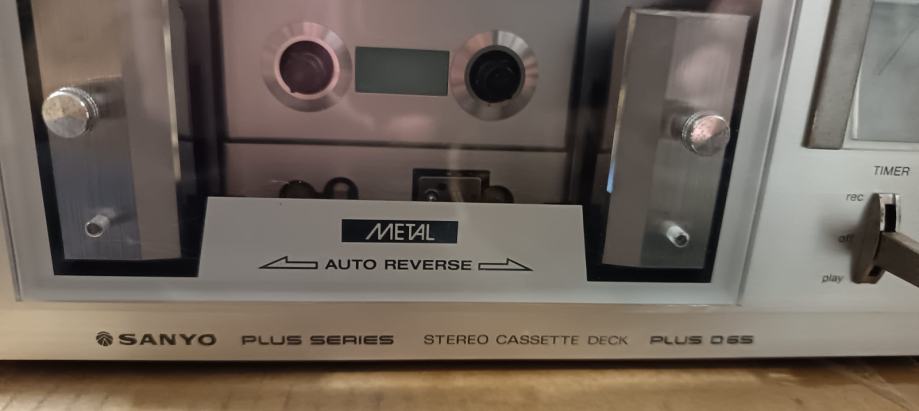 TIMER
rec
off
play
METAL
AUTO REVERSE
SANYO PLUS SERIES STEREO CASSETTE DECK PLUS D65